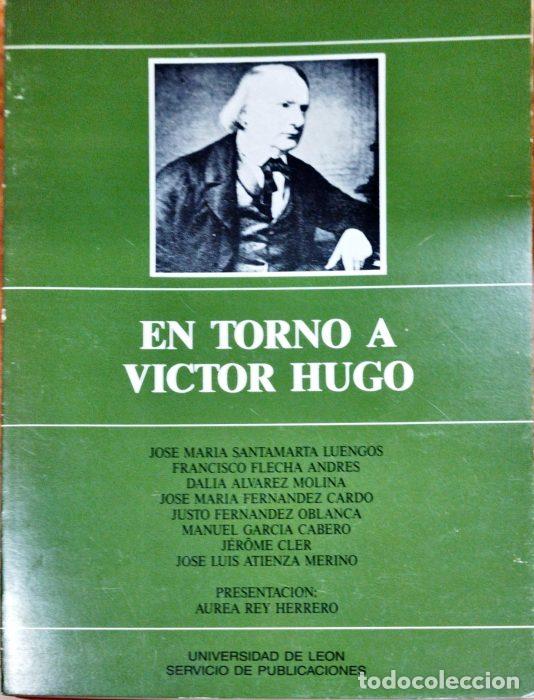 EN TORNO A
VICTOR HUGO
JOSE MARIA SANTAMARTA LUENGOS
FRANCISCO FLECHA ANDRES
DALIA ALVAREZ MOLINA
JOSE MARIA FERNANDEZ CARDO
JUSTO FERNANDEZ OBLANCA
MANUEL GARCIA CABERO
JÉRÔME CLER
JOSE LUIS ATIENZA MERINO
PRESENTACION:
AUREA REY HERRERO
UNIVERSIDAD DE LEON
SERVICIO DE PUBLICACIONES
todocoleccion